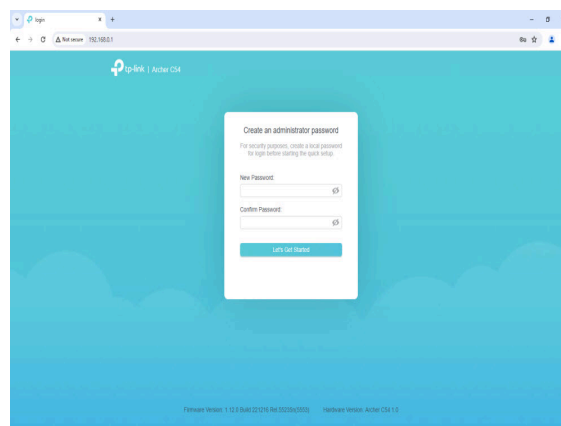 login
Not secure 192.168.0.1
tp-link | Archer C54
Create an administrator password
For security purposes, create a local password
for login before starting the quick setup.
New Password:
Confirm Password:
Let's Get Started
Firmware Version: 1.12.0 Build 221216 Rel. Hardware Version: Archer C54 1.0